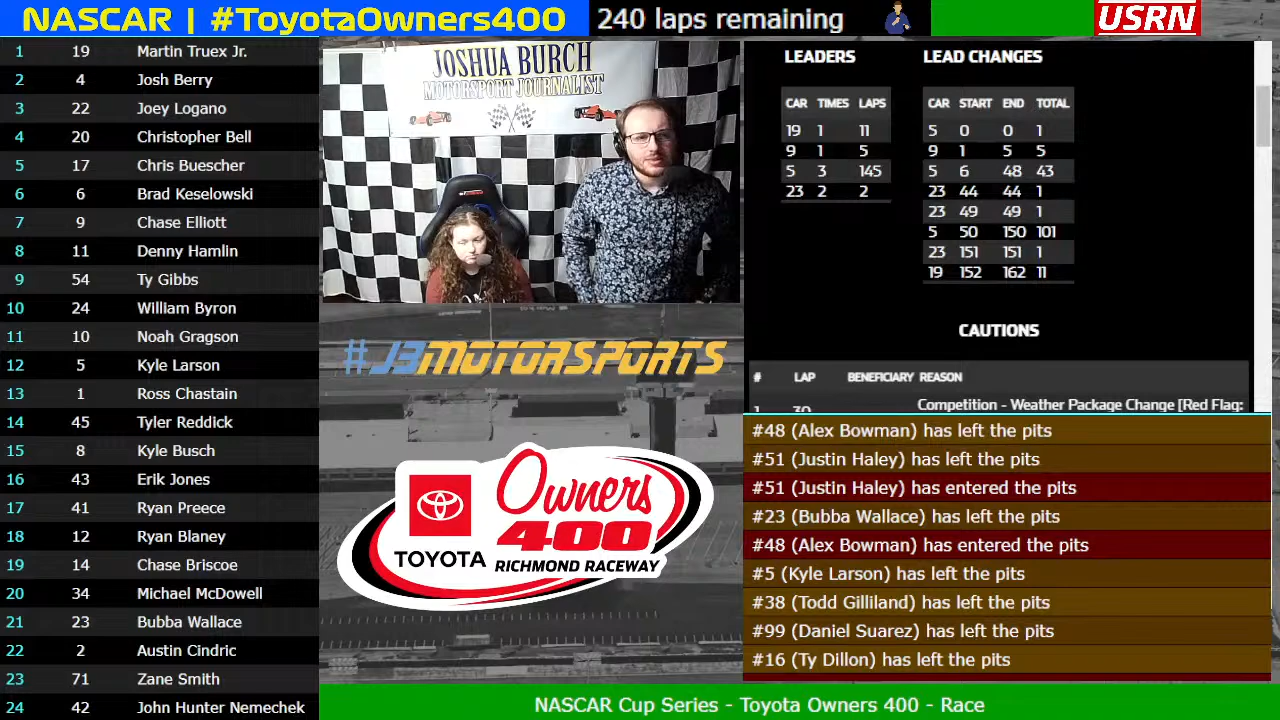 NASCAR | #ToyotaOwners400
240 laps remaining
USRN
1 19 Martin Truex Jr.
2 4 Josh Berry
3 22 Joey Logano
4 20 Christopher Bell
5 17 Chris Buescher
6 6 Brad Keselowski
7 9 Chase Elliott
8 11 Denny Hamlin
9 54 Ty Gibbs
10 24 William Byron
11 10 Noah Gragson
12 5 Kyle Larson
13 1 Ross Chastain
14 45 Tyler Reddick
15 8 Kyle Busch
16 43 Erik Jones
17 41 Ryan Preece
18 12 Ryan Blaney
19 14 Chase Briscoe
20 34 Michael McDowell
21 23 Bubba Wallace
22 2 Austin Cindric
23 71 Zane Smith
24 42 John Hunter Nemechek
JOSHUA BURCH
MOTORSPORT JOURNALIST
#JBMOTORSPORTS
Owners
400
TOYOTA
RICHMOND RACEWAY
LEADERS
CAR TIMES LAPS
19 1 11
9 1 5
5 3 145
23 2 2
LEAD CHANGES
CAR START END TOTAL
5 0 0 1
9 1 5 5
5 6 48 43
23 44 44 1
23 49 49 1
5 50 150 101
23 151 151 1
19 152 162 11
CAUTIONS
# LAP BENEFICIARY REASON
1 30 Competition - Weather Package Change [Red Flag:
#48 (Alex Bowman) has left the pits
#51 (Justin Haley) has left the pits
#51 (Justin Haley) has entered the pits
#23 (Bubba Wallace) has left the pits
#48 (Alex Bowman) has entered the pits
#5 (Kyle Larson) has left the pits
#38 (Todd Gilliland) has left the pits
#99 (Daniel Suarez) has left the pits
#16 (Ty Dillon) has left the pits
NASCAR Cup Series - Toyota Owners 400 - Race